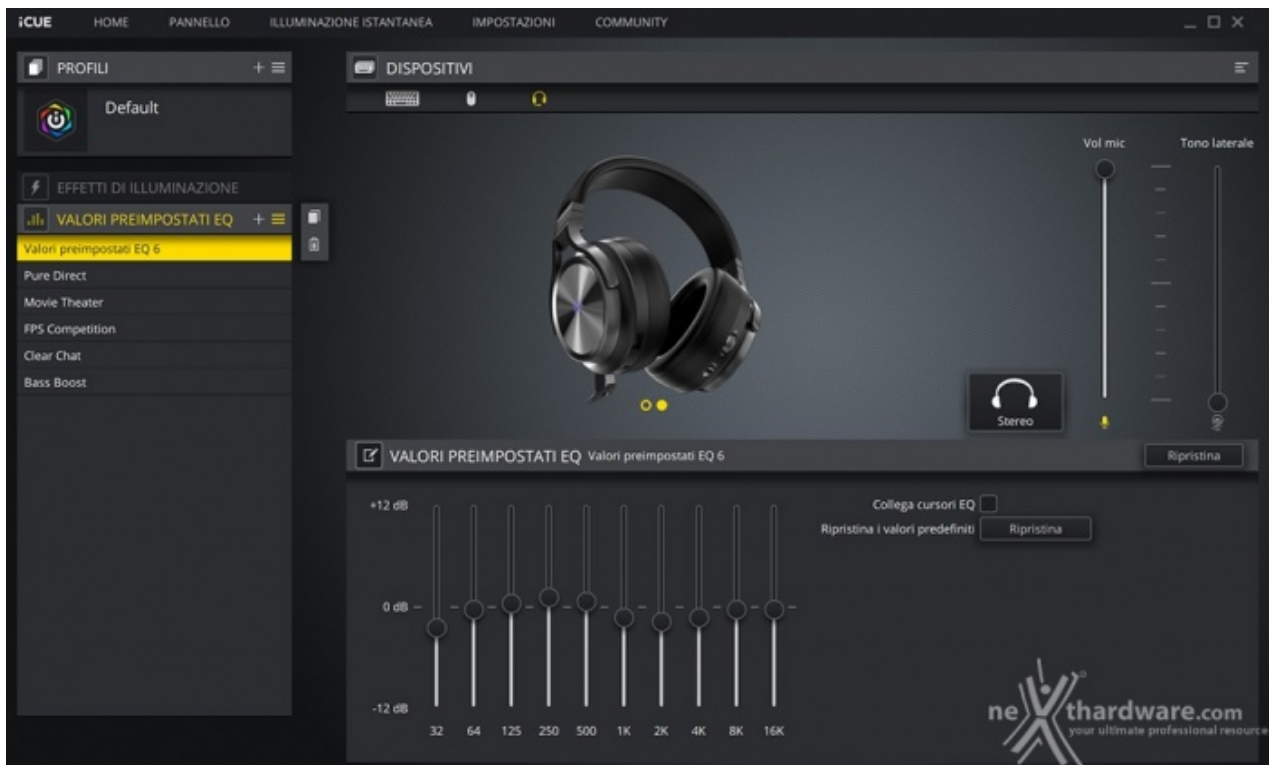 iCUE HOME PANNELLO ILLUMINAZIONE ISTANTANEA IMPOSTAZIONI COMMUNITY
PROFILI
Default
EFFETTI DI ILLUMINAZIONE
VALORI PREIMPOSTATI EQ
Valori preimpostati EQ 6
Pure Direct
Movie Theater
FPS Competition
Clear Chat
Bass Boost
DISPOSITIVI
Vol mic Tono laterale
Stereo
VALORI PREIMPOSTATI EQ Valori preimpostati EQ 6 Ripristina
+12 dB
0 dB
-12 dB
32 64 125 250 500 1K 2K 4K 8K 16K
Collega cursori EQ
Ripristina i valori predefiniti Ripristina
nexthardware.com
your ultimate professional resource